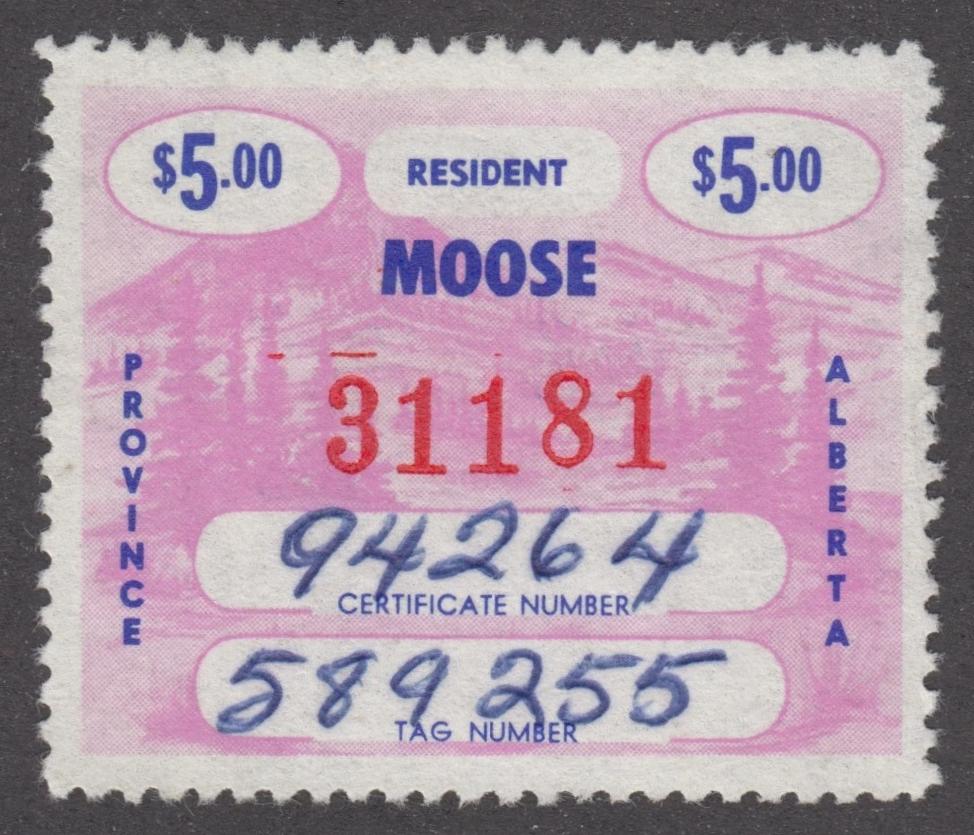 $5.00 RESIDENT $5.00
MOOSE
PROVINCE
ALBERTA
31181
94264
CERTIFICATE NUMBER
589255
TAG NUMBER